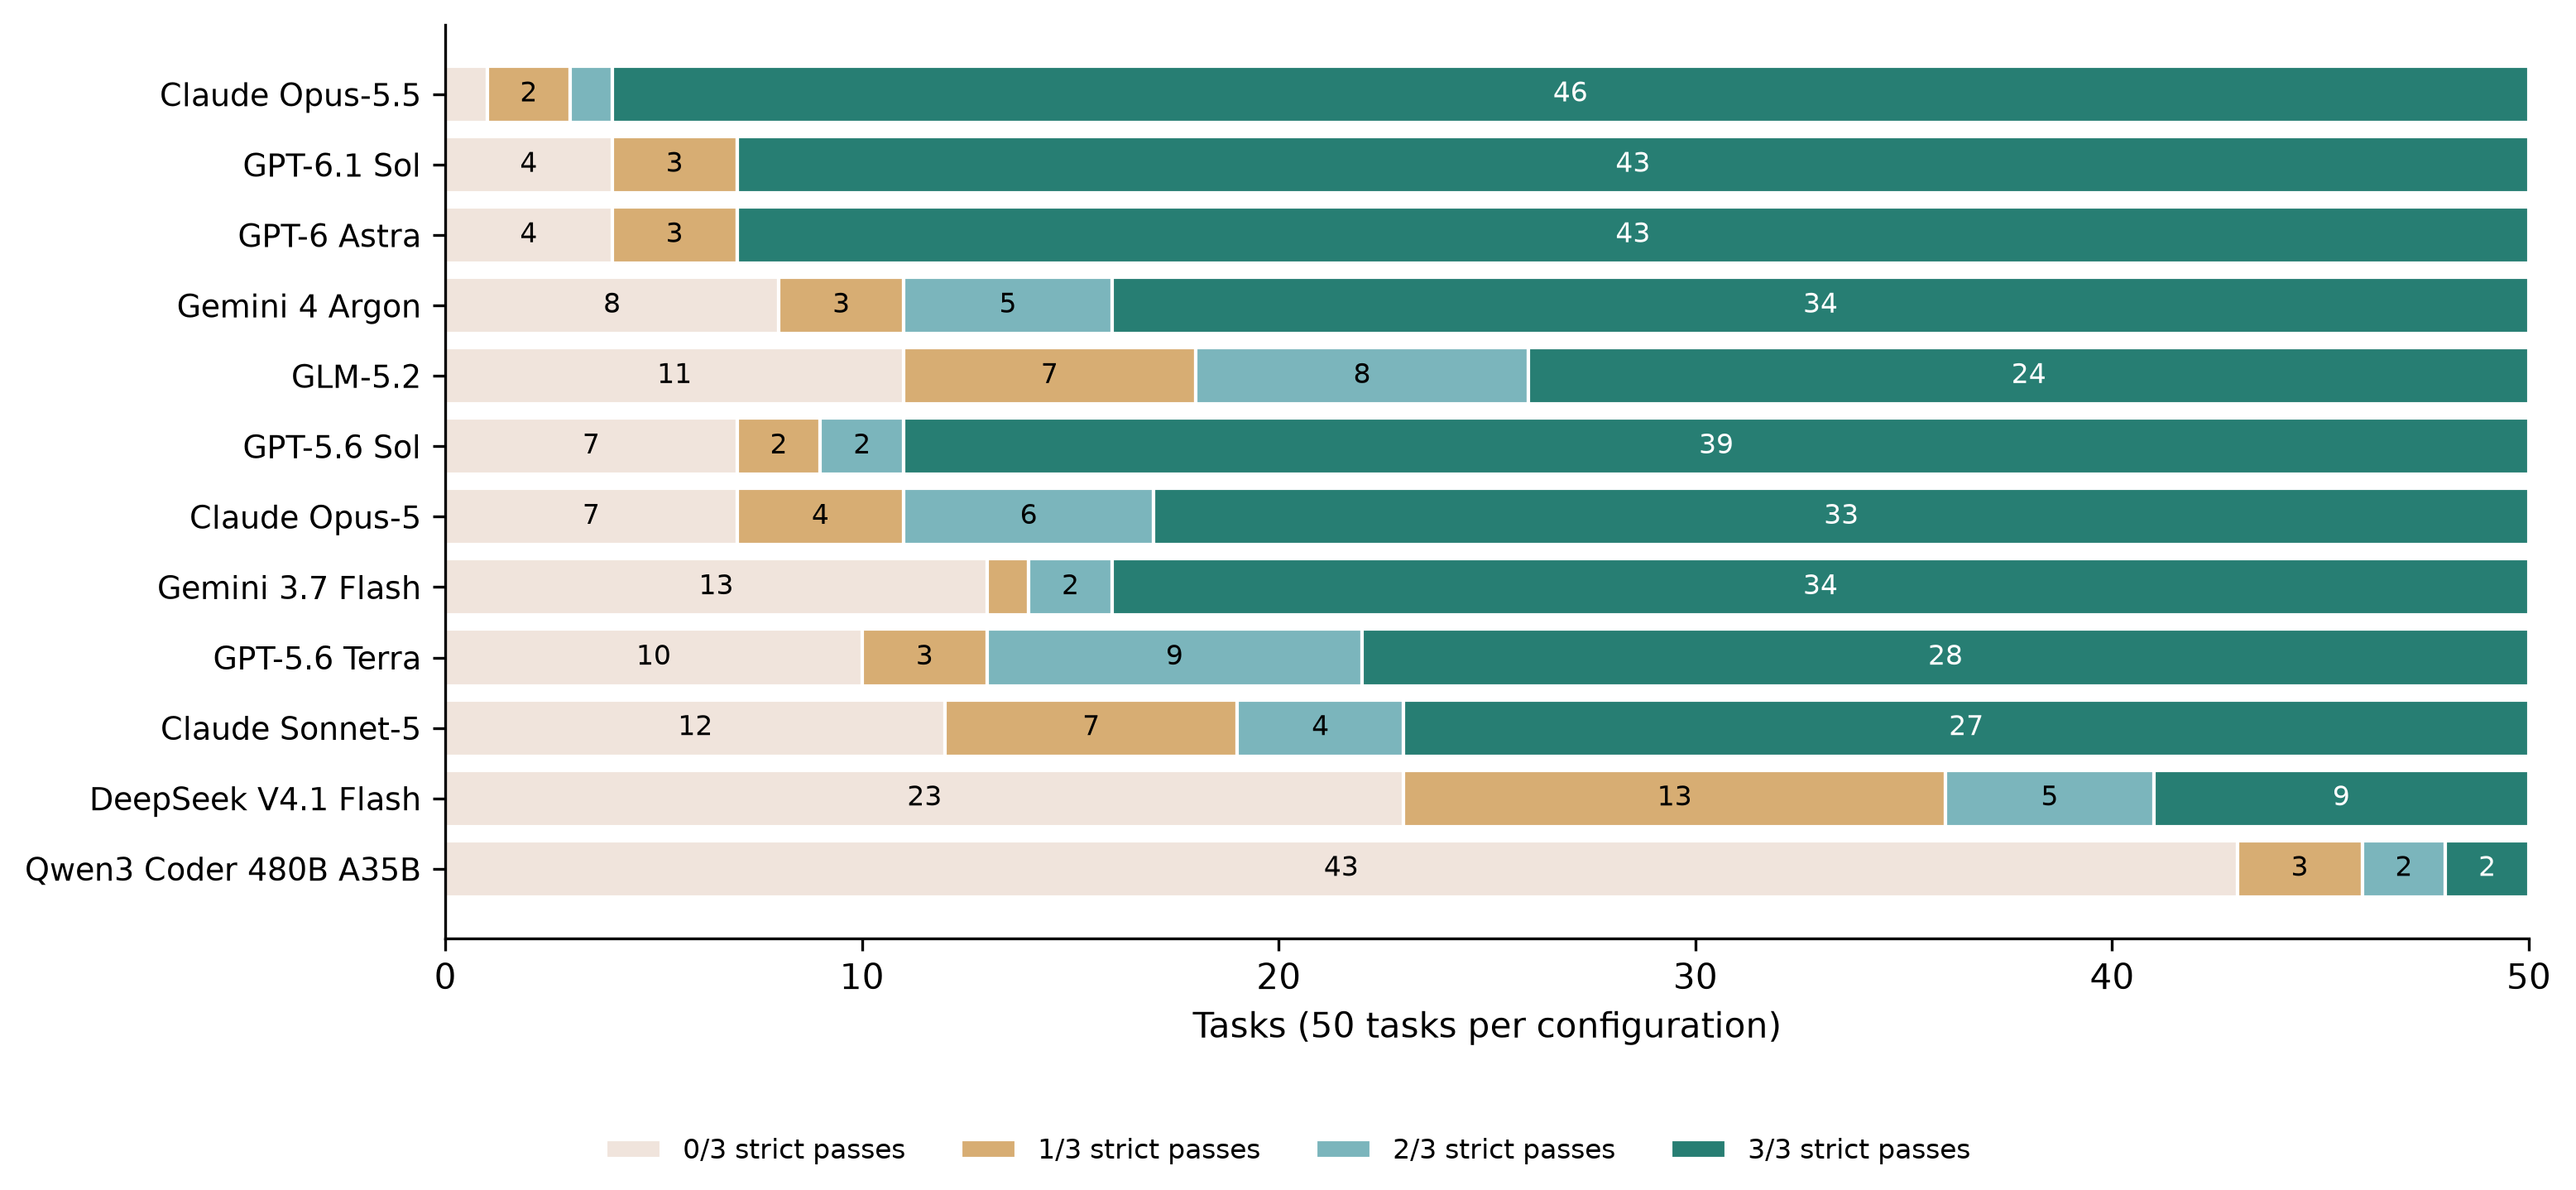 Claude Opus-5.5 2 46
GPT-6.1 Sol 4 3 43
GPT-6 Astra 4 3 43
Gemini 4 Argon 8 3 5 34
GLM-5.2 11 7 8 24
GPT-5.6 Sol 7 2 2 39
Claude Opus-5 7 4 6 33
Gemini 3.7 Flash 13 2 34
GPT-5.6 Terra 10 3 9 28
Claude Sonnet-5 12 7 4 27
DeepSeek V4.1 Flash 23 13 5 9
Qwen3 Coder 480B A35B 43 3 2 2
0 10 20 30 40 50
Tasks (50 tasks per configuration)
0/3 strict passes 1/3 strict passes 2/3 strict passes 3/3 strict passes